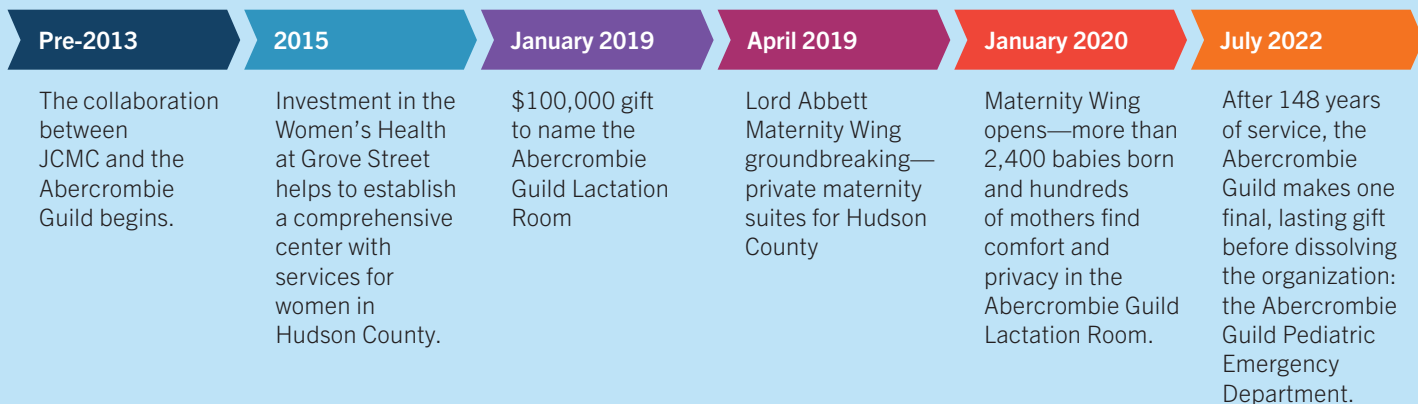 Pre-2013
The collaboration
between
JCMC and the
Abercrombie
Guild begins.
2015
Investment in the
Women’s Health
at Grove Street
helps to establish
a comprehensive
center with
services for
women in
Hudson County.
January 2019
$100,000 gift
to name the
Abercrombie
Guild Lactation
Room
April 2019
Lord Abbett
Maternity Wing
groundbreaking—
private maternity
suites for Hudson
County
January 2020
Maternity Wing
opens—more than
2,400 babies born
and hundreds
of mothers find
comfort and
privacy in the
Abercrombie Guild
Lactation Room.
July 2022
After 148 years
of service, the
Abercrombie
Guild makes one
final, lasting gift
before dissolving
the organization:
the Abercrombie
Guild Pediatric
Emergency
Department.